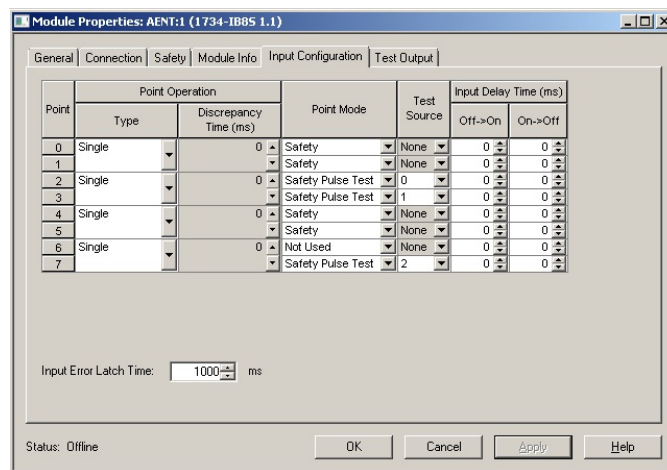 Module Properties: AENT:1 (1734-IB8S 1.1)
General Connection Safety Module Info Input Configuration Test Output
Point Point Operation Point Mode Test Source Input Delay Time (ms)
Type Discrepancy Time (ms) Off->On On->Off
0 Single 0 Safety None 0 0
1 Safety None 0 0
2 Single 0 Safety Pulse Test 0 0 0
3 Safety Pulse Test 1 0 0
4 Single 0 Safety None 0 0
5 Safety None 0 0
6 Single 0 Not Used None 0 0
7 Safety Pulse Test 2 0 0
Input Error Latch Time: 1000 ms
Status: Offline OK Cancel Apply Help